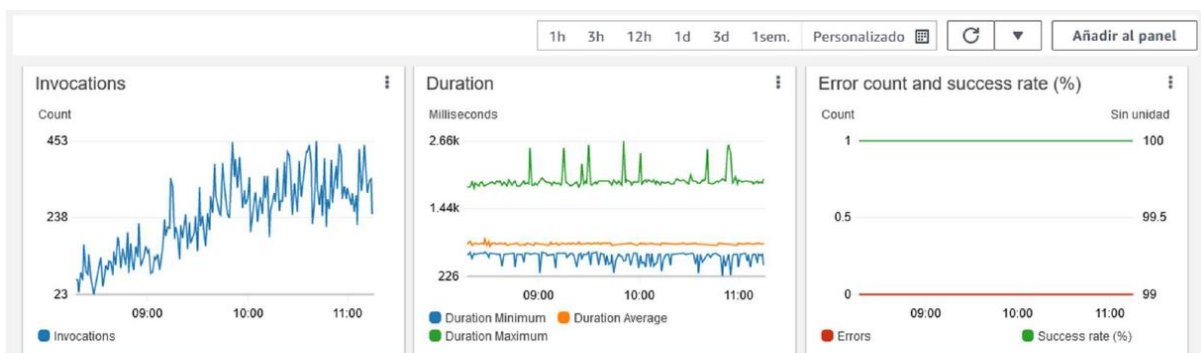 1h 3h 12h 1d 3d 1sem. Personalizado Añadir al panel
Invocations
Count
453
238
23
09:00 10:00 11:00
Invocations
Duration
Milliseconds
2.66k
1.44k
226
09:00 10:00 11:00
Duration Minimum Duration Average
Duration Maximum
Error count and success rate (%)
Count Sin unidad
1 100
0.5 99.5
0 99
09:00 10:00 11:00
Errors Success rate (%)